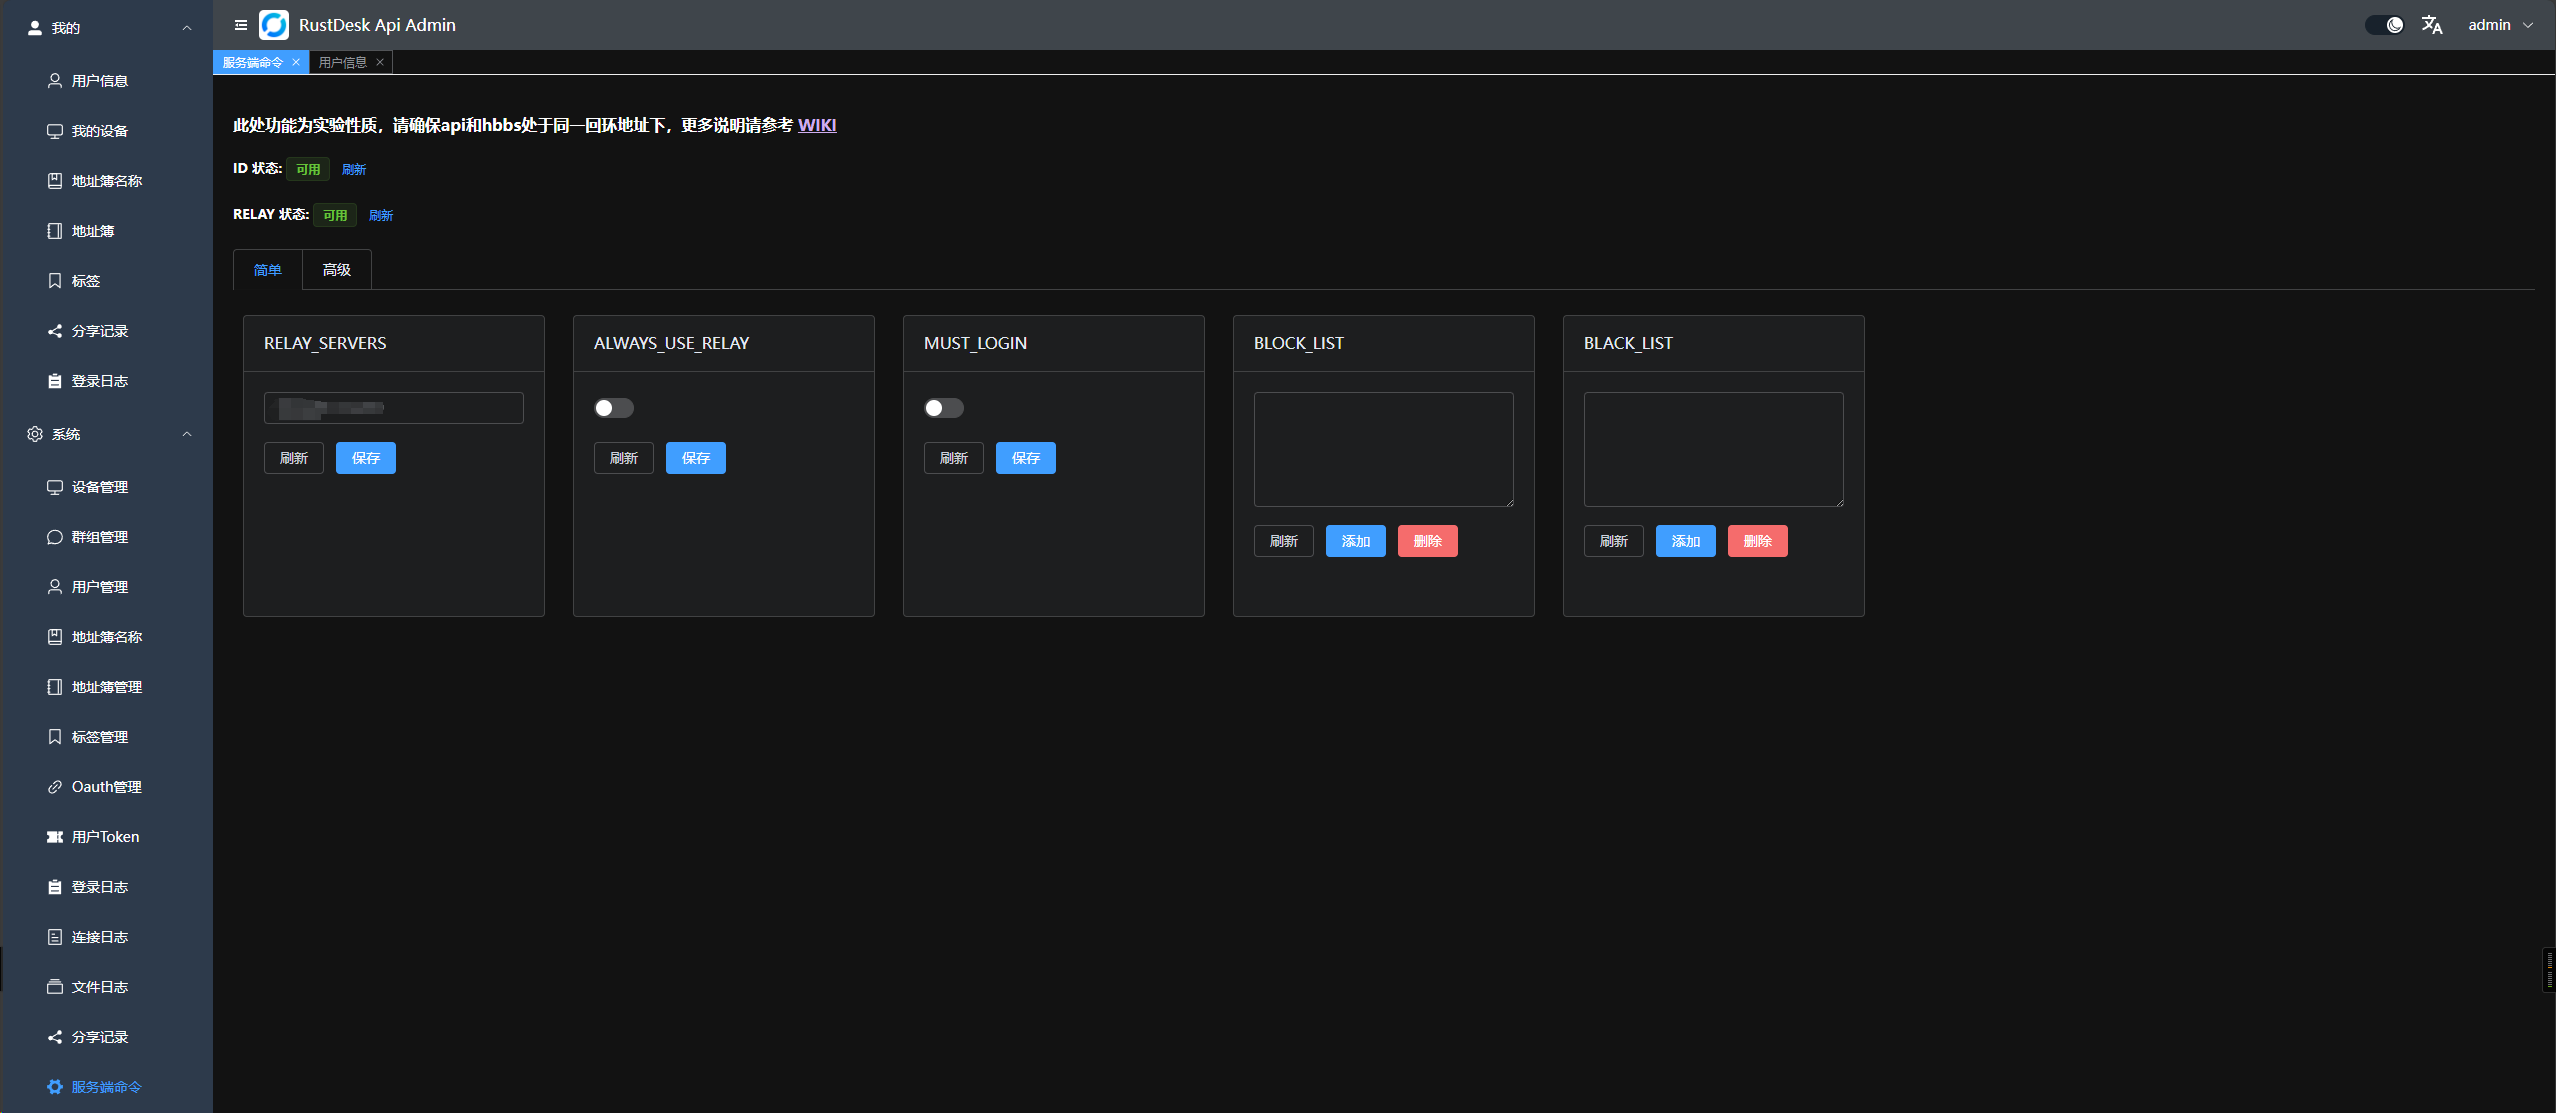 我的
用户信息
我的设备
地址簿名称
地址簿
标签
分享记录
登录日志
系统
设备管理
群组管理
用户管理
地址簿名称
地址簿管理
标签管理
Oauth管理
用户Token
登录日志
连接日志
文件日志
分享记录
服务端命令
RustDesk Api Admin
admin
服务端命令
用户信息
此处功能为实验性质，请确保api和hbbs处于同一回环地址下，更多说明请参考 WIKI
ID 状态: 可用 刷新
RELAY 状态: 可用 刷新
简单 高级
RELAY_SERVERS
刷新 保存
ALWAYS_USE_RELAY
刷新 保存
MUST_LOGIN
刷新 保存
BLOCK_LIST
刷新 添加 删除
BLACK_LIST
刷新 添加 删除